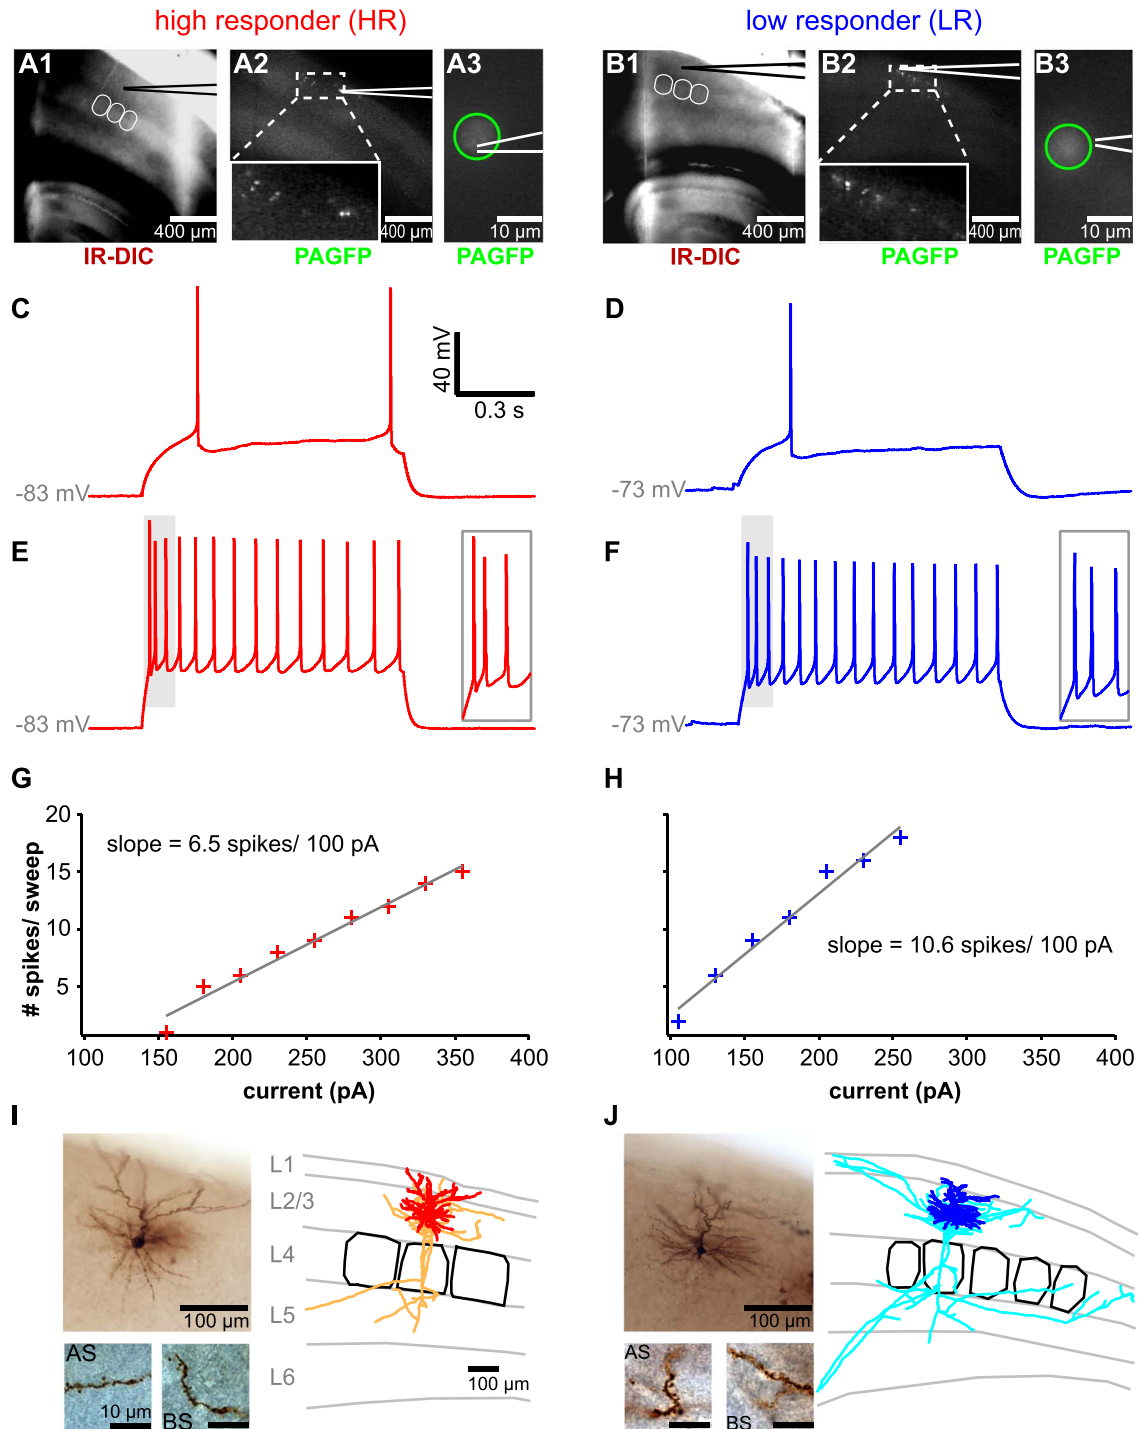 high responder (HR)
low responder (LR)
A1
A2
A3
B1
B2
B3
400 µm
400 µm
10 µm
400 µm
400 µm
10 µm
IR-DIC
PAGFP
PAGFP
IR-DIC
PAGFP
PAGFP
C
D
40 mV
0.3 s
-83 mV
-73 mV
E
F
-83 mV
-73 mV
G
H
20
15
10
5
# spikes/ sweep
slope = 6.5 spikes/ 100 pA
slope = 10.6 spikes/ 100 pA
100 150 200 250 300 350 400
100 150 200 250 300 350 400
current (pA)
current (pA)
I
J
L1
L2/3
L4
L5
L6
100 µm
100 µm
100 µm
AS
10 µm
BS
AS
BS